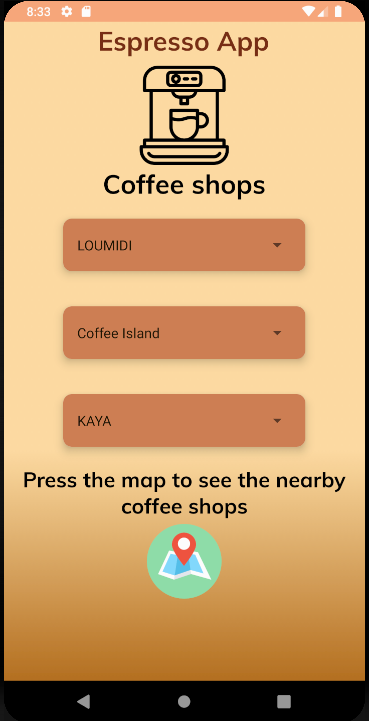 8:33
Espresso App
Coffee shops
LOUMIDI
Coffee Island
KAYA
Press the map to see the nearby
coffee shops